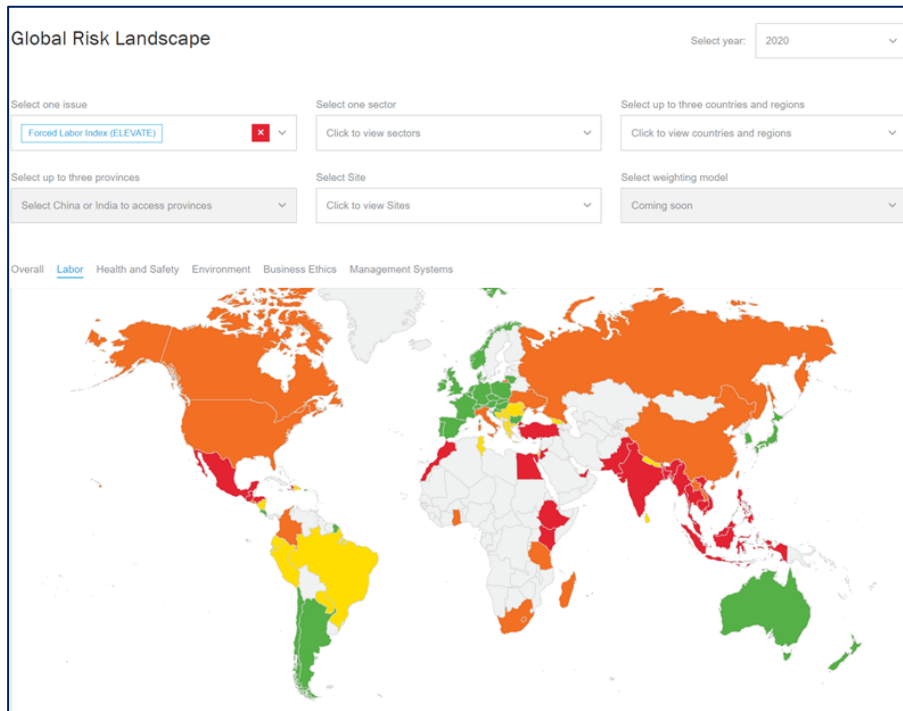 Global Risk Landscape
Select year:
2020
Select one issue
Select one sector
Select up to three countries and regions
Forced Labor Index (ELEVATE)
Click to view sectors
Click to view countries and regions
Select up to three provinces
Select Site
Select weighting model
Select China or India to access provinces
Click to view Sites
Coming soon
Overall Labor Health and Safety Environment Business Ethics Management Systems